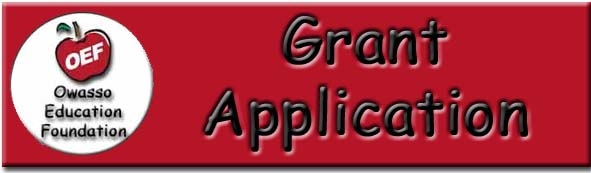 OEF
Owasso
Education
Foundation
Grant
Application